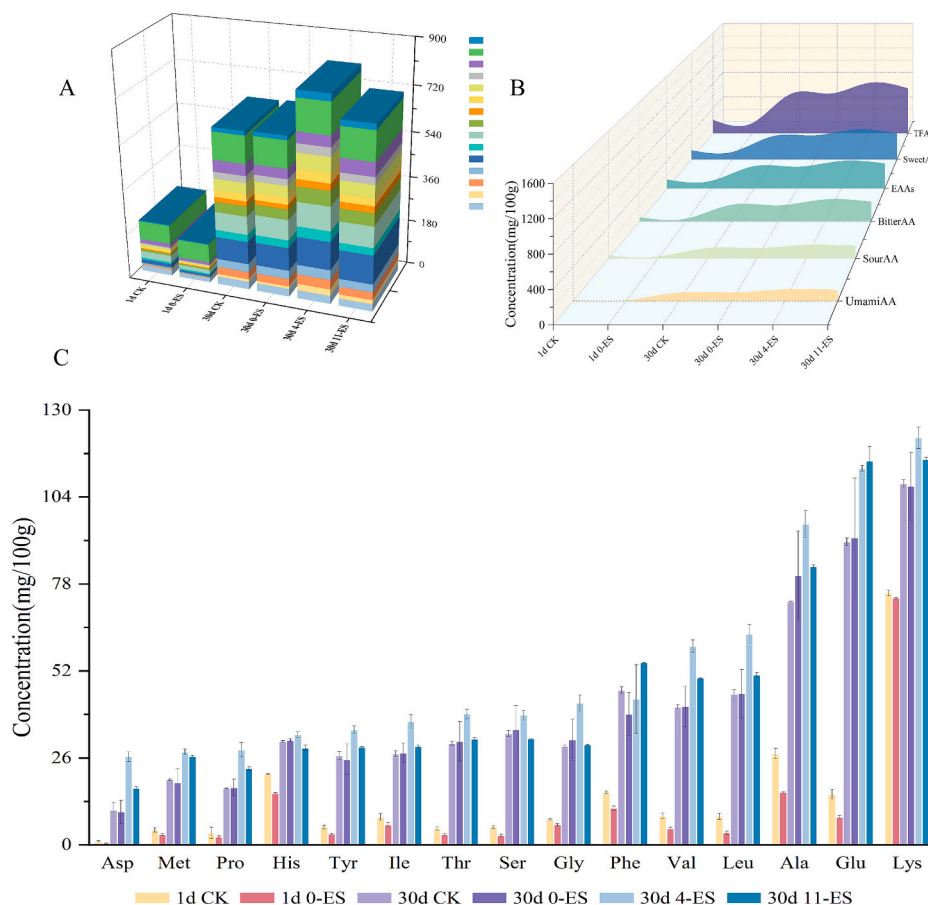 A
900
720
540
360
180
0
1d CK
1d 0-ES
30d CK
30d 0-ES
30d 4-ES
30d 11-ES
B
Concentration(mg/100g)
1600
1200
800
400
0
TFA
SweetA
EAAs
BitterAA
SourAA
UmamiAA
1d CK
1d 0-ES
30d CK
30d 0-ES
30d 4-ES
30d 11-ES
C
Concentration(mg/100g)
130
104
78
52
26
0
Asp Met Pro His Tyr Ile Thr Ser Gly Phe Val Leu Ala Glu Lys
1d CK 1d 0-ES 30d CK 30d 0-ES 30d 4-ES 30d 11-ES